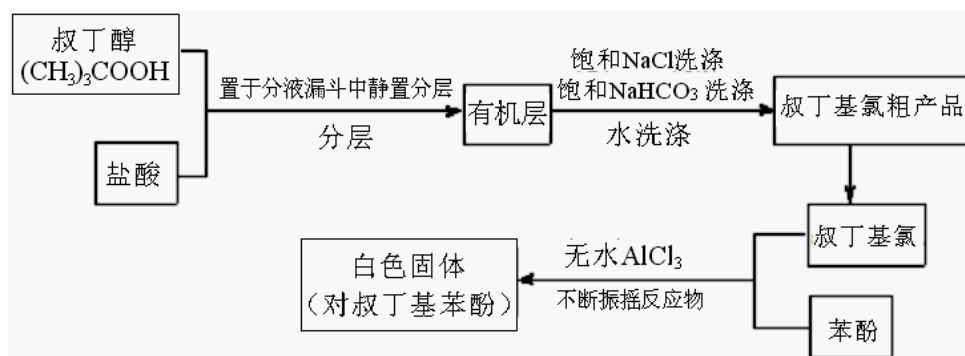 叔丁醇
(CH₃)₃COOH
盐酸
置于分液漏斗中静置分层
分层
有机层
饱和NaCl洗涤
饱和NaHCO₃洗涤
水洗涤
叔丁基氯粗产品
叔丁基氯
苯酚
无水AlCl₃
不断振摇反应物
白色固体
（对叔丁基苯酚）